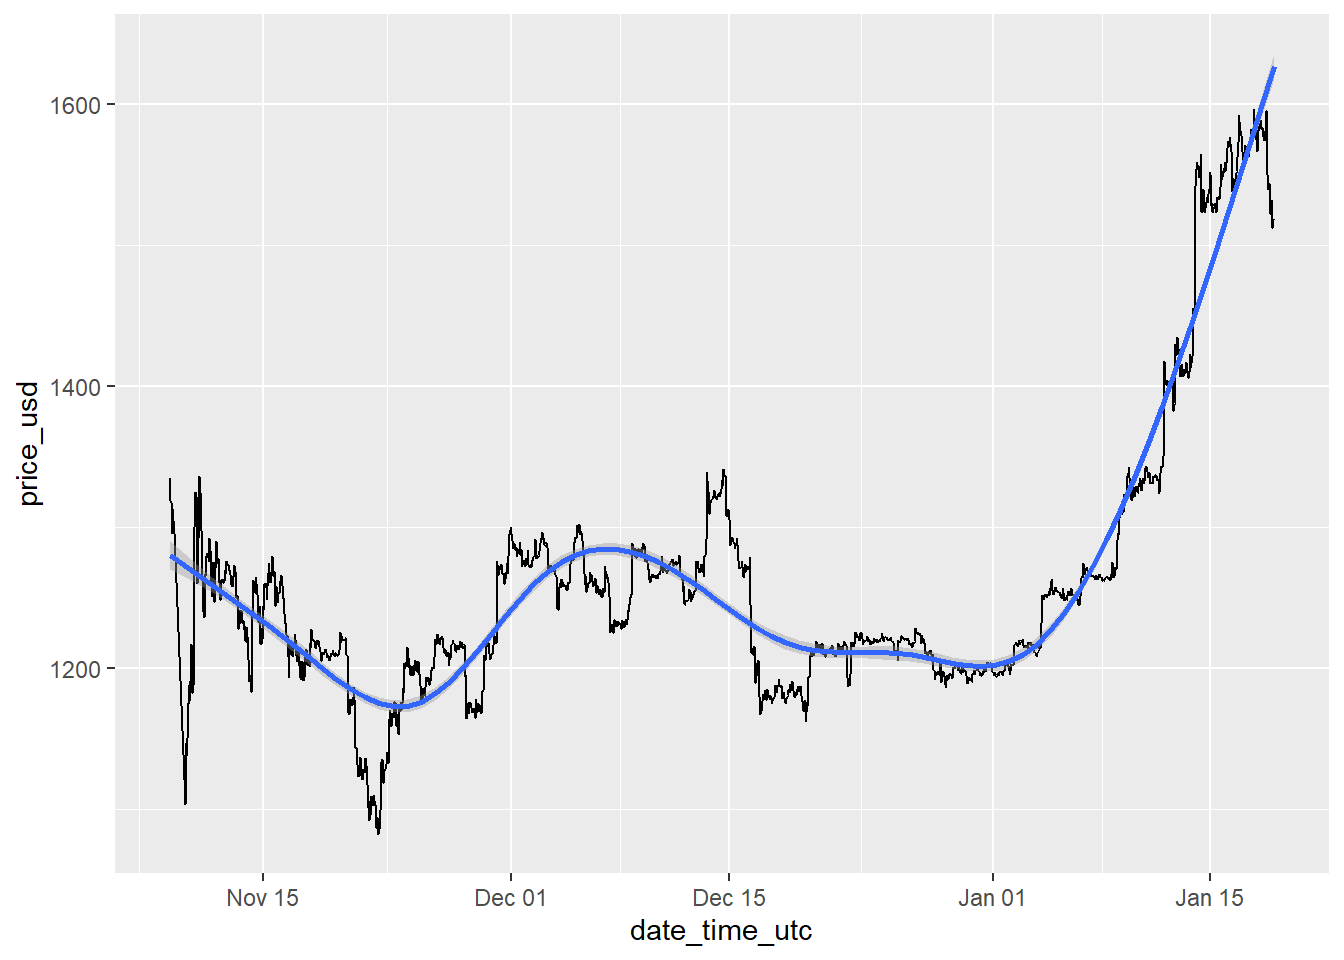 price_usd
1600
1400
1200
Nov 15
Dec 01
Dec 15
Jan 01
Jan 15
date_time_utc